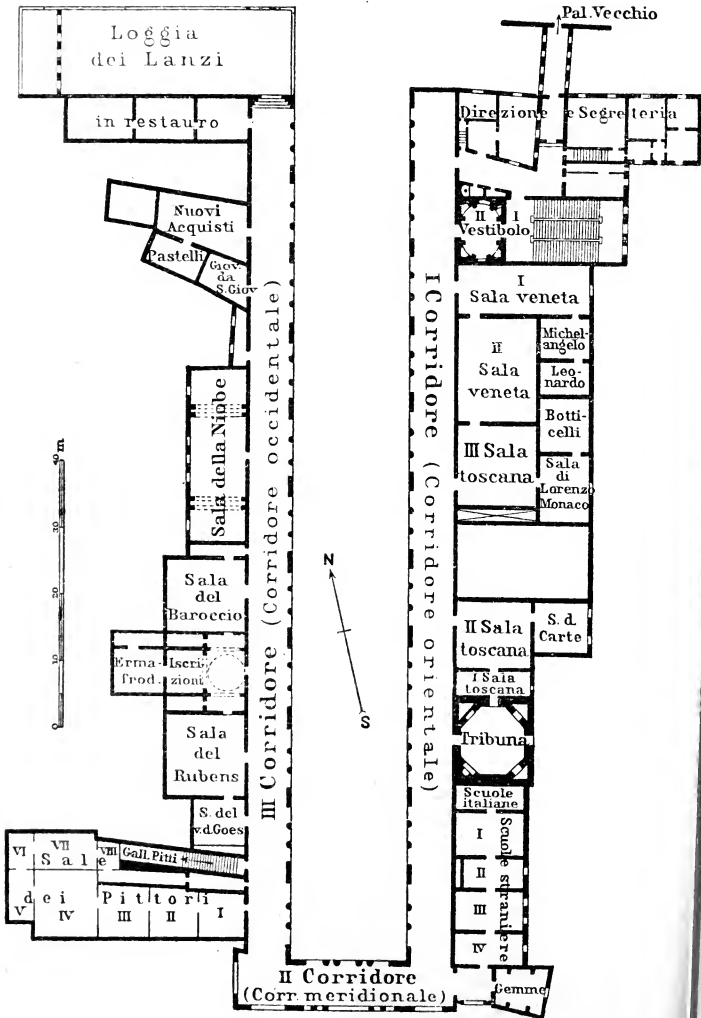 Loggia
dei Lanzi
in restauro
Nuovi
Acquisti
Pastelli
Giov.
da
S.Giov.
Sala della Niobe
Sala
del
Baroccio
Erma- Iscri-
frod. zioni
Sala
del
Rubens
S. del
v.d.Goes
Gall. Pitti
VI
VII
VIII
Sale
dei Pittori
V
IV
III
II
I
III Corridore (Corridore occidentale)
m
40
30
20
10
0
N
S
II Corridore
(Corr. meridionale)
I Corridore (Corridore orientale)
Pal. Vecchio
Direzione e Segreteria
II
I
Vestibolo
I
Sala veneta
II
Sala
veneta
Michel-
angelo
Leo-
nardo
Botti-
celli
III Sala
toscana
Sala
di
Lorenzo
Monaco
II Sala
toscana
S. d.
Carte
I Sala
toscana
Tribuna
Scuole
italiane
Scuole straniere
I
II
III
IV
Gemme